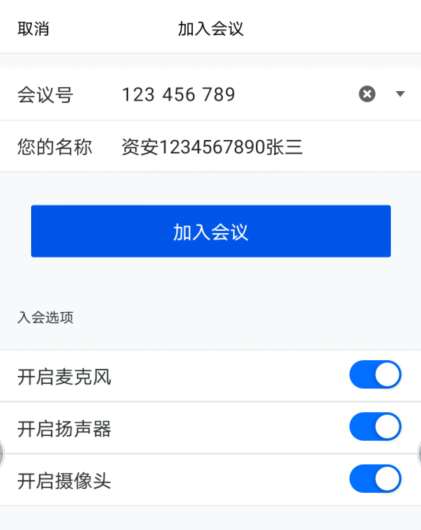 取消 加入会议
会议号 123 456 789
您的名称 资安1234567890张三
加入会议
入会选项
开启麦克风
开启扬声器
开启摄像头